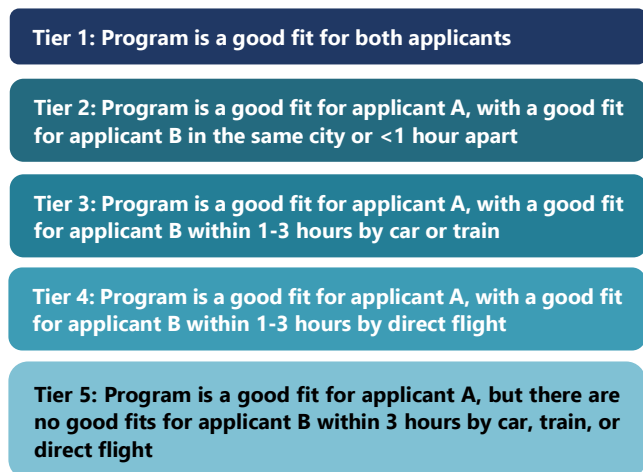 Tier 1: Program is a good fit for both applicants
Tier 2: Program is a good fit for applicant A, with a good fit
for applicant B in the same city or <1 hour apart
Tier 3: Program is a good fit for applicant A, with a good fit
for applicant B within 1-3 hours by car or train
Tier 4: Program is a good fit for applicant A, with a good fit
for applicant B within 1-3 hours by direct flight
Tier 5: Program is a good fit for applicant A, but there are
no good fits for applicant B within 3 hours by car, train, or
direct flight